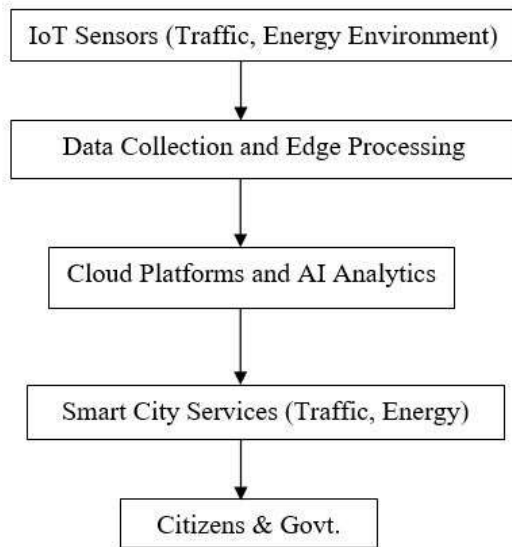 IoT Sensors (Traffic, Energy Environment)
Data Collection and Edge Processing
Cloud Platforms and AI Analytics
Smart City Services (Traffic, Energy)
Citizens & Govt.